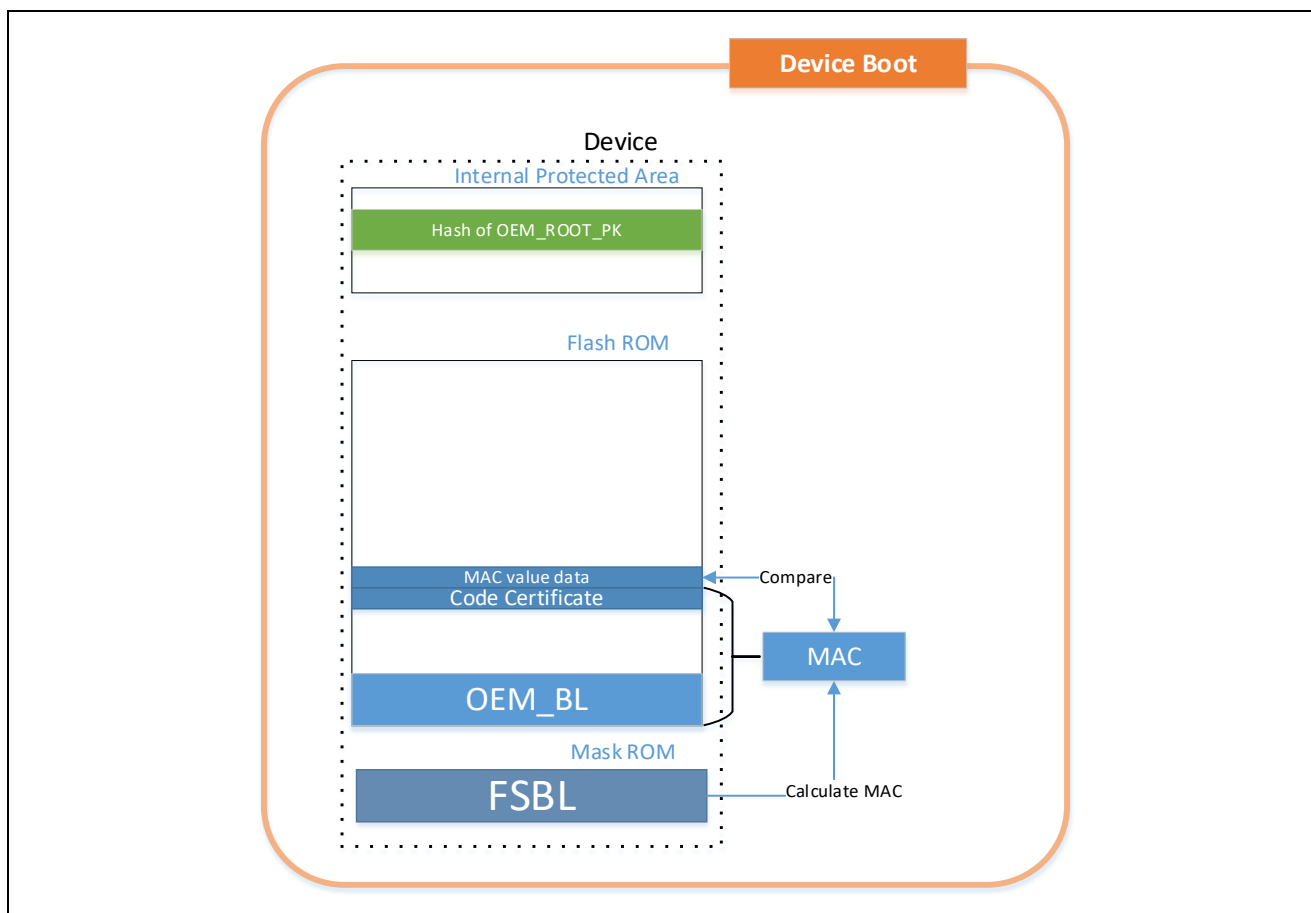 Device Boot
Device
Internal Protected Area
Hash of OEM_ROOT_PK
Flash ROM
MAC value data
Compare
Code Certificate
MAC
OEM_BL
Mask ROM
FSBL
Calculate MAC